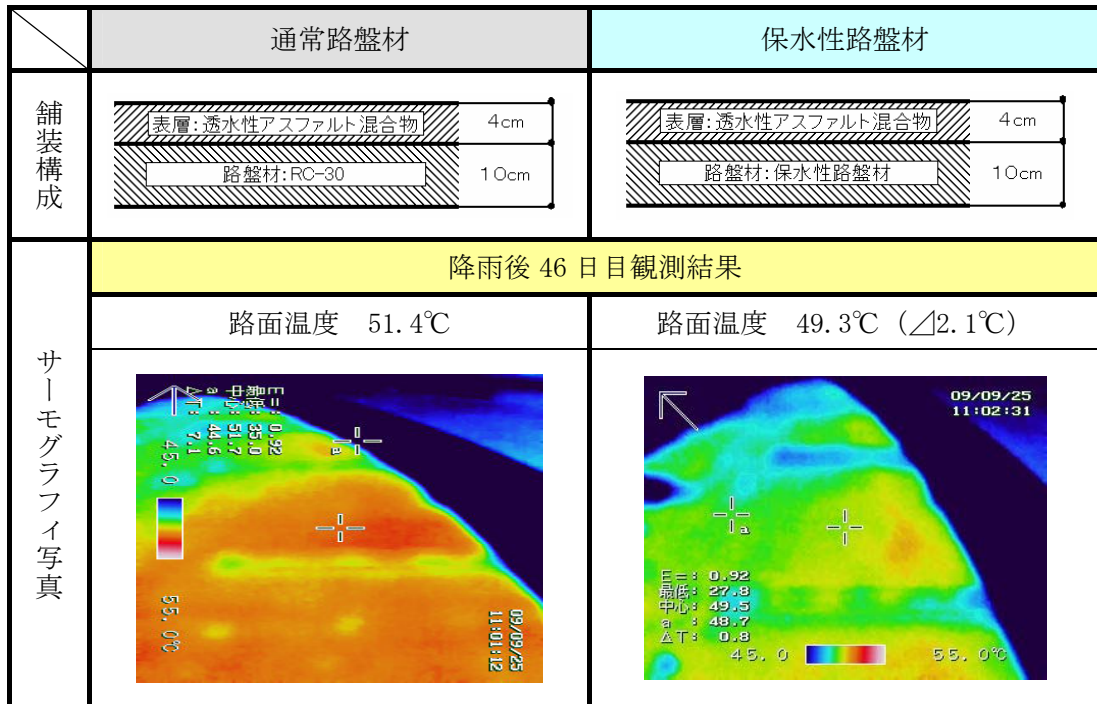 通常路盤材
保水性路盤材
舗装構成
表層:透水性アスファルト混合物
4cm
路盤材:RC-30
10cm
表層:透水性アスファルト混合物
4cm
路盤材:保水性路盤材
10cm
サーモグラフィ写真
降雨後 46 日目観測結果
路面温度 51.4℃
路面温度 49.3℃ (⊿2.1℃)
E=: 0.92
最低: 35.0
中心: 51.7
a : 44.6
△T: 7.1
a
45.0
55.0℃
09/09/25
11:01:12
09/09/25
11:02:31
a
E=: 0.92
最低: 27.8
中心: 49.5
a : 48.7
△T: 0.8
45.0
55.0℃